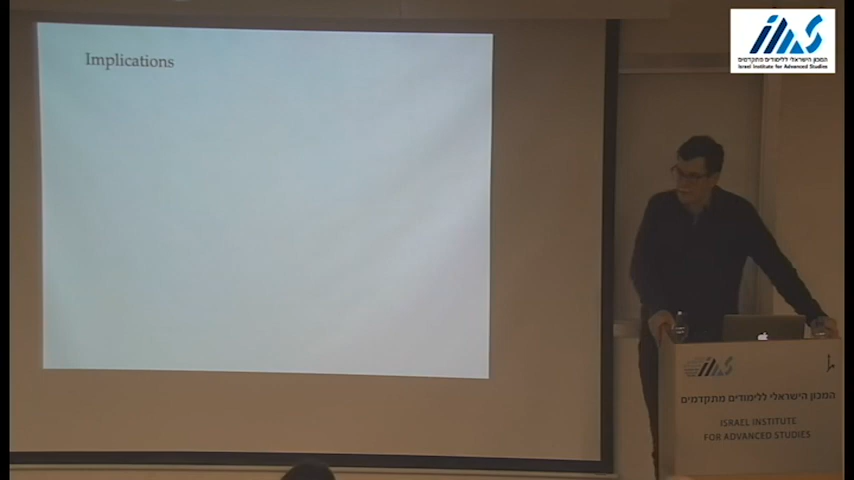 Implications
המכון הישראלי ללימודים מתקדמים
Israel Institute for Advanced Studies
המכון הישראלי ללימודים מתקדמים
ISRAEL INSTITUTE
FOR ADVANCED STUDIES